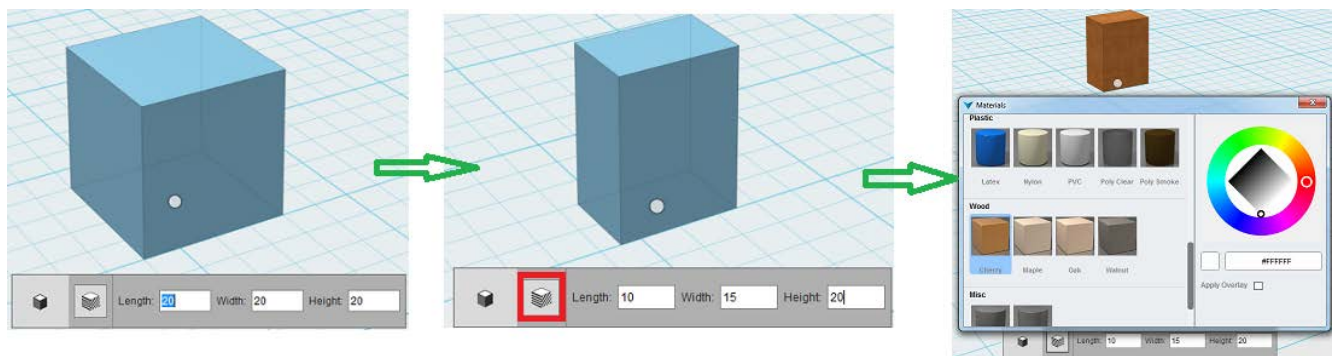 Length: 20 Width: 20 Height: 20
Length: 10 Width: 15 Height: 20
Materials
Plastic
Latex Nylon PVC Poly Clear Poly Smoke
Wood
Cherry Maple Oak Walnut
#FFFFFF
Apply Overlay
Misc
Length: 10 Width: 15 Height: 20